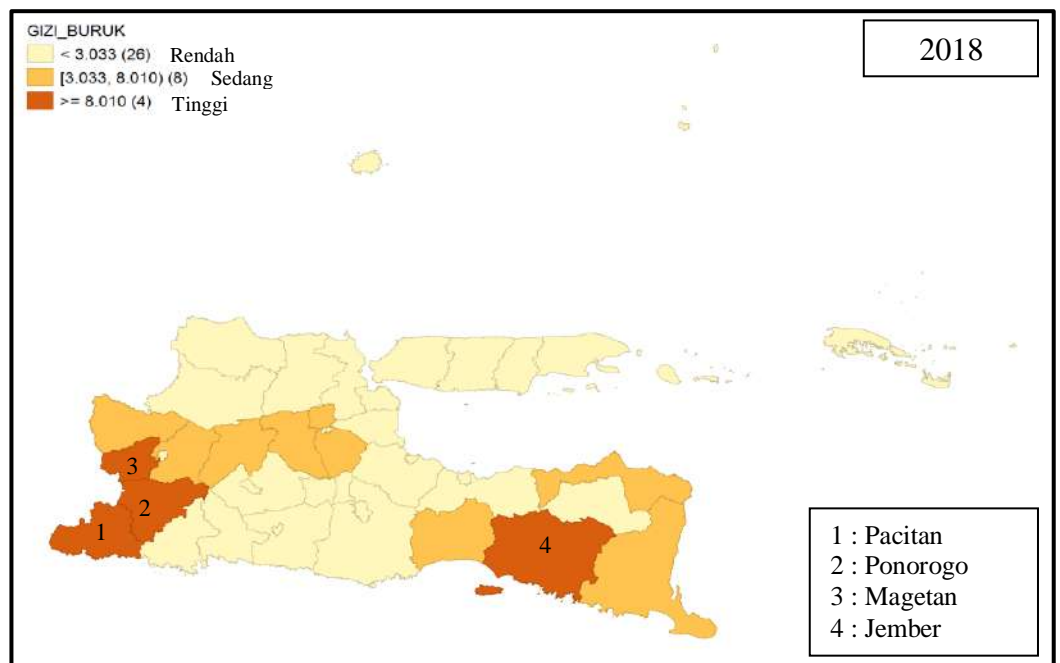 GIZI_BURUK
< 3.033 (26) Rendah
[3.033, 8.010) (8) Sedang
>= 8.010 (4) Tinggi
2018
3
2
1
4
1 : Pacitan
2 : Ponorogo
3 : Magetan
4 : Jember